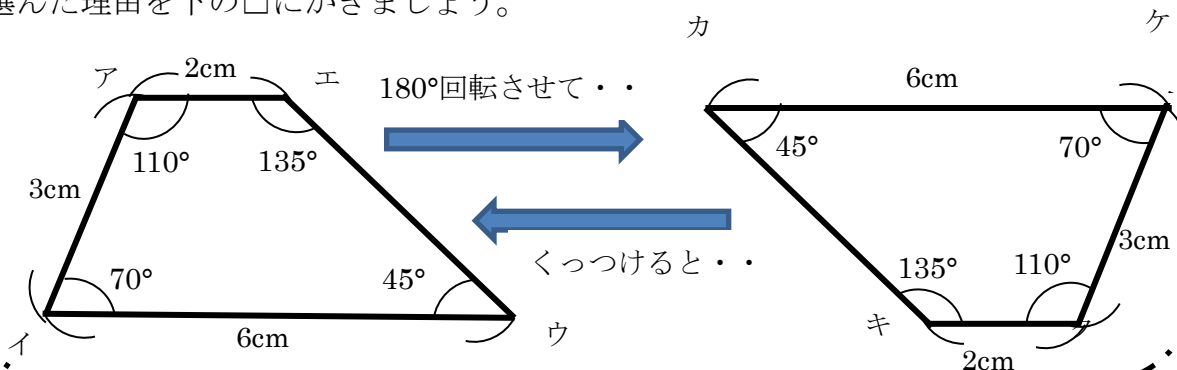 選んだ理由を下の□にかきましょう。
カ
ケ
ア
2cm
エ
180°回転させて・・
6cm
110°
135°
45°
70°
3cm
3cm
くっつけると・・
70°
45°
135°
110°
イ
6cm
ウ
キ
ク
2cm